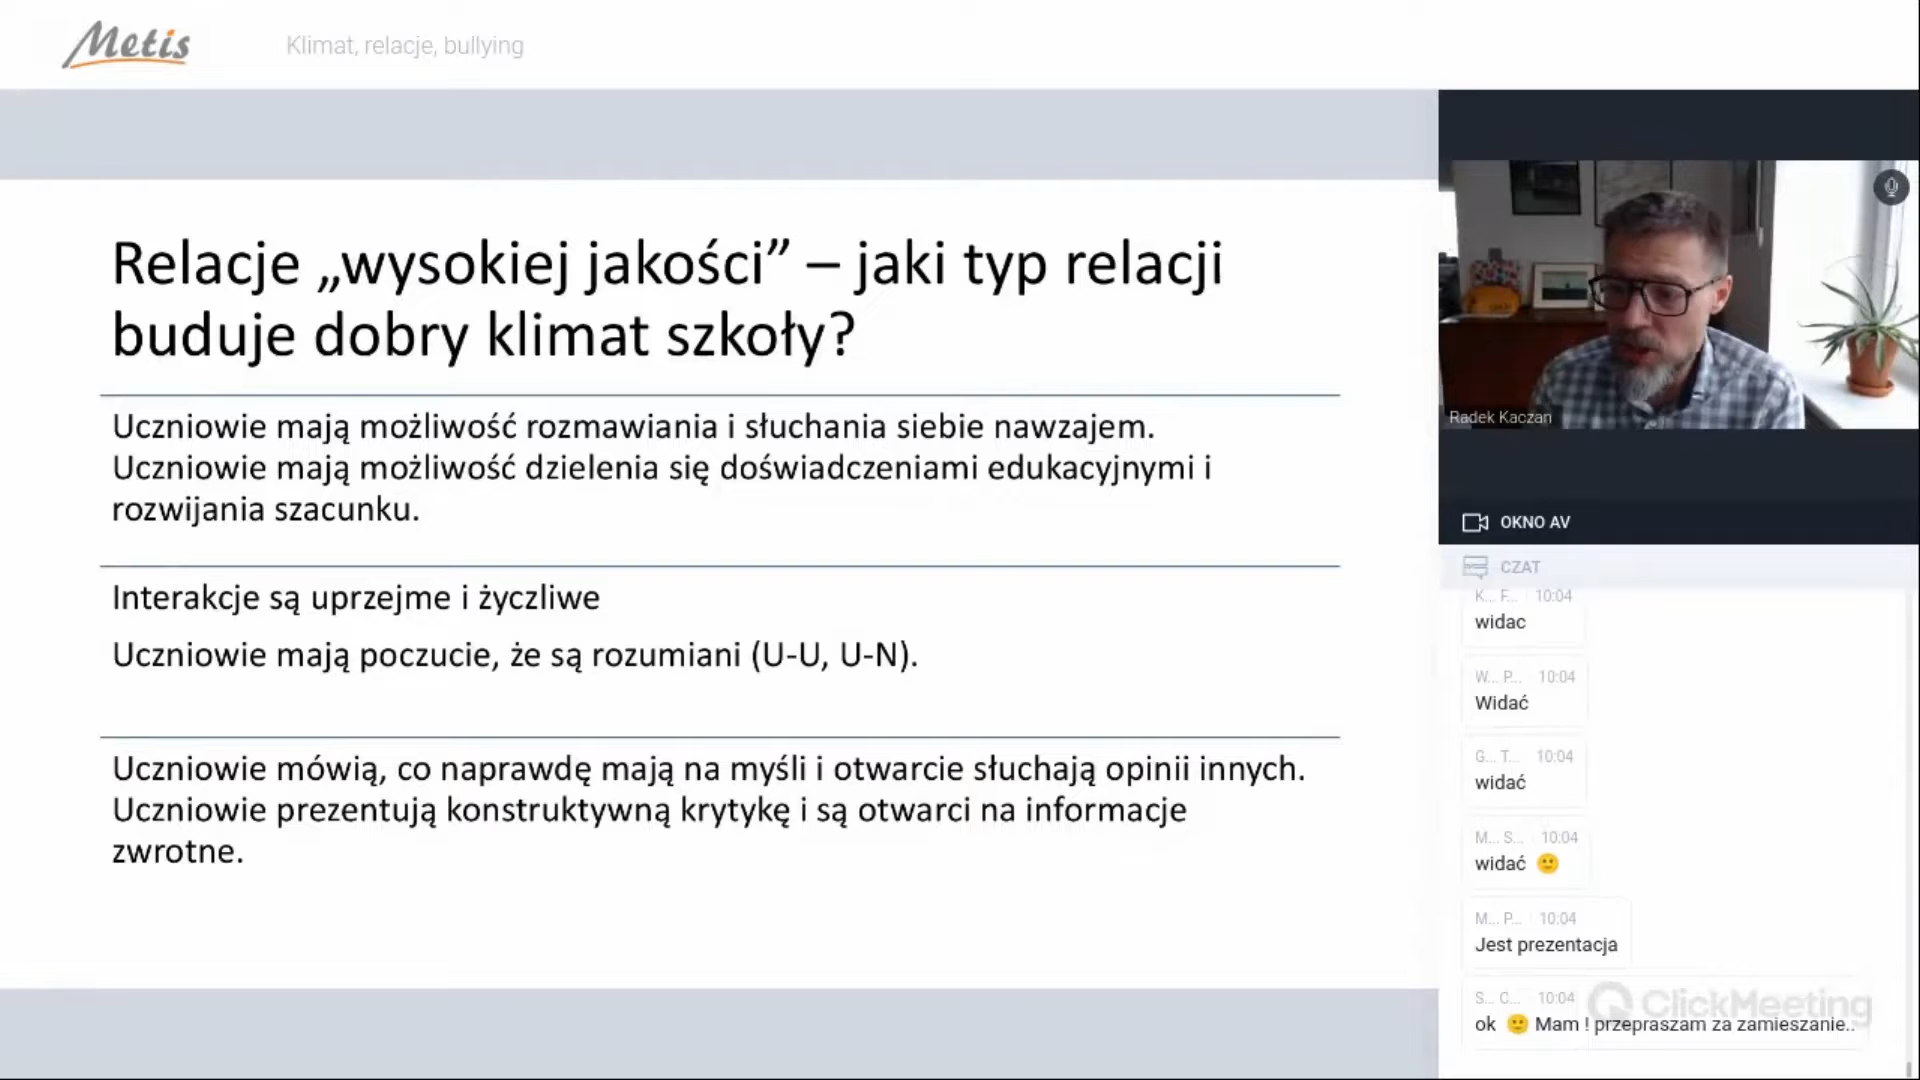 Metis
Klimat, relacje, bullying
Relacje „wysokiej jakości” – jaki typ relacji
buduje dobry klimat szkoły?
Uczniowie mają możliwość rozmawiania i słuchania siebie nawzajem.
Uczniowie mają możliwość dzielenia się doświadczeniami edukacyjnymi i
rozwijania szacunku.
Interakcje są uprzejme i życzliwe
Uczniowie mają poczucie, że są rozumiani (U-U, U-N).
Uczniowie mówią, co naprawdę mają na myśli i otwarcie słuchają opinii innych.
Uczniowie prezentują konstruktywną krytykę i są otwarci na informacje
zwrotne.
Radek Kaczan
OKNO AV
CZAT
K... F... 10:04
widac
W... P... 10:04
Widać
G... T... 10:04
widać
M... S... 10:04
widać 🙂
M... P... 10:04
Jest prezentacja
S... C... 10:04
ok 🙂 Mam ! przepraszam za zamieszanie..
ClickMeeting